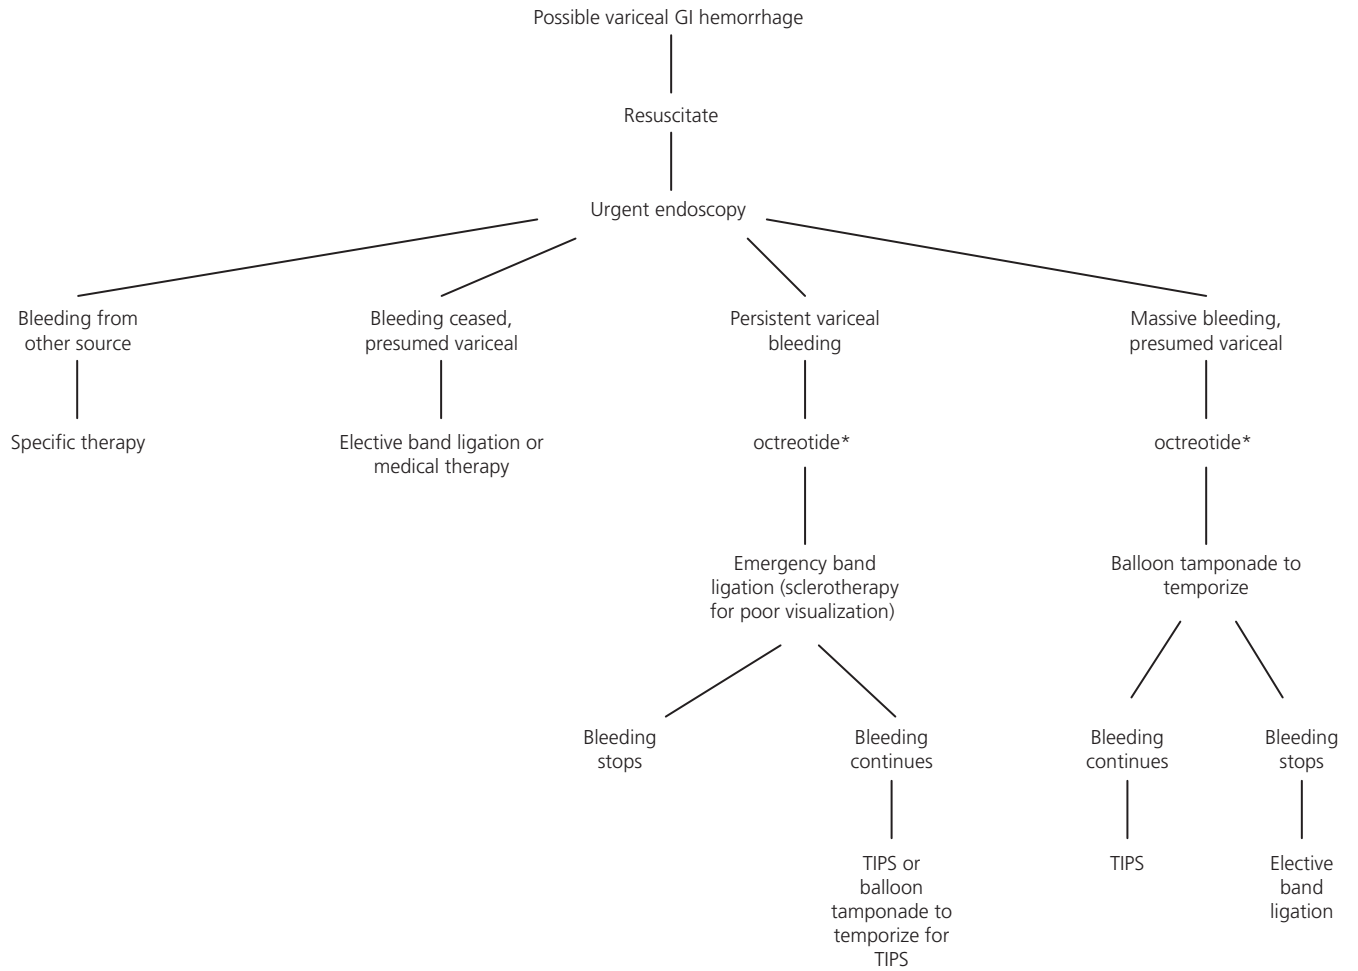 Possible variceal GI hemorrhage
Resuscitate
Urgent endoscopy
Bleeding from
other source
Bleeding ceased,
presumed variceal
Persistent variceal
bleeding
Massive bleeding,
presumed variceal
Specific therapy
Elective band ligation or
medical therapy
octreotide*
octreotide*
Emergency band
ligation (sclerotherapy
for poor visualization)
Balloon tamponade to
temporize
Bleeding
stops
Bleeding
continues
Bleeding
continues
Bleeding
stops
TIPS or
balloon
tamponade to
temporize for
TIPS
TIPS
Elective
band
ligation